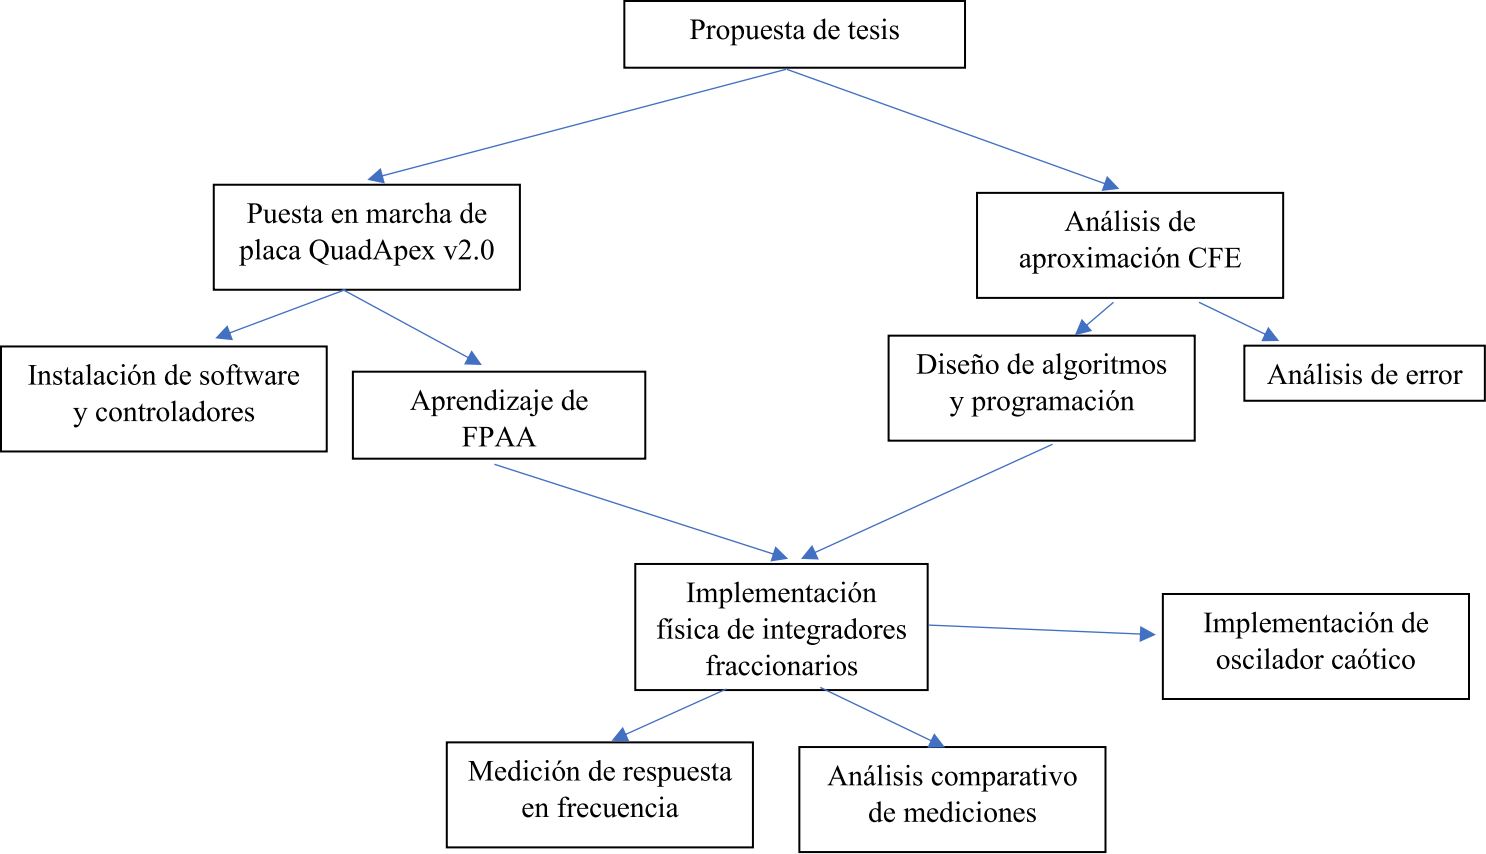 Propuesta de tesis
Puesta en marcha de
placa QuadApex v2.0
Análisis de
aproximación CFE
Instalación de software
y controladores
Aprendizaje de
FPAA
Diseño de algoritmos
y programación
Análisis de error
Implementación
física de integradores
fraccionarios
Implementación de
oscilador caótico
Medición de respuesta
en frecuencia
Análisis comparativo
de mediciones